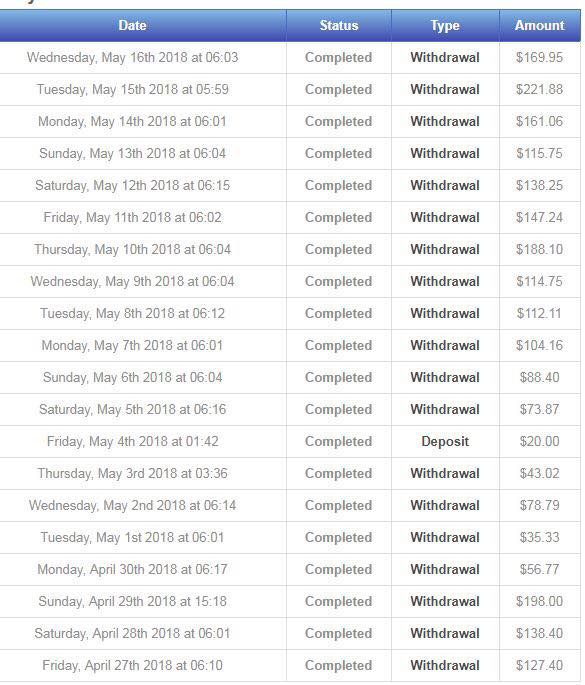 Date Status Type Amount
Wednesday, May 16th 2018 at 06:03 Completed Withdrawal $169.95
Tuesday, May 15th 2018 at 05:59 Completed Withdrawal $221.88
Monday, May 14th 2018 at 06:01 Completed Withdrawal $161.06
Sunday, May 13th 2018 at 06:04 Completed Withdrawal $115.75
Saturday, May 12th 2018 at 06:15 Completed Withdrawal $138.25
Friday, May 11th 2018 at 06:02 Completed Withdrawal $147.24
Thursday, May 10th 2018 at 06:04 Completed Withdrawal $188.10
Wednesday, May 9th 2018 at 06:04 Completed Withdrawal $114.75
Tuesday, May 8th 2018 at 06:12 Completed Withdrawal $112.11
Monday, May 7th 2018 at 06:01 Completed Withdrawal $104.16
Sunday, May 6th 2018 at 06:04 Completed Withdrawal $88.40
Saturday, May 5th 2018 at 06:16 Completed Withdrawal $73.87
Friday, May 4th 2018 at 01:42 Completed Deposit $20.00
Thursday, May 3rd 2018 at 03:36 Completed Withdrawal $43.02
Wednesday, May 2nd 2018 at 06:14 Completed Withdrawal $78.79
Tuesday, May 1st 2018 at 06:01 Completed Withdrawal $35.33
Monday, April 30th 2018 at 06:17 Completed Withdrawal $56.77
Sunday, April 29th 2018 at 15:18 Completed Withdrawal $198.00
Saturday, April 28th 2018 at 06:01 Completed Withdrawal $138.40
Friday, April 27th 2018 at 06:10 Completed Withdrawal $127.40